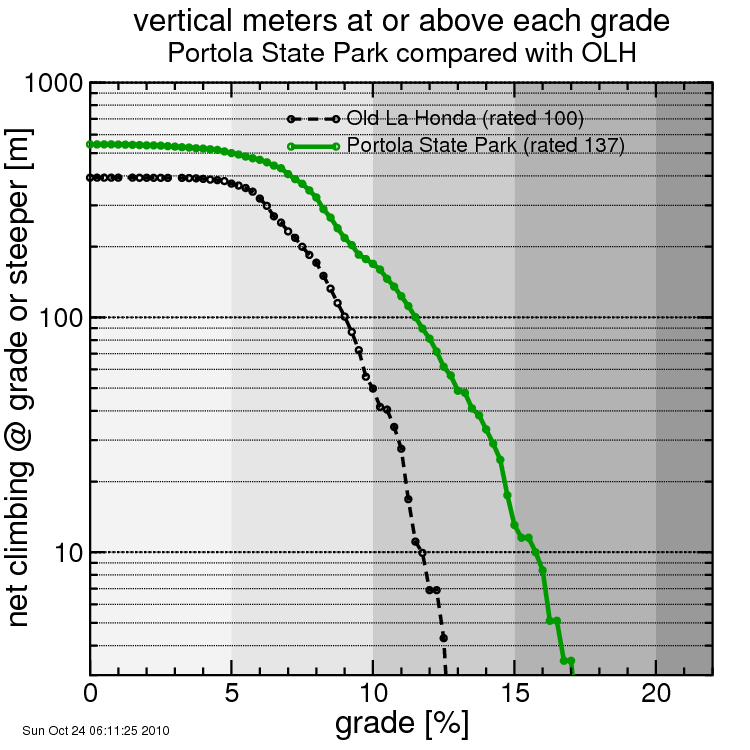 vertical meters at or above each grade
Portola State Park compared with OLH
1000
Old La Honda (rated 100)
Portola State Park (rated 137)
net climbing @ grade or steeper [m]
100
10
0 5 10 15 20
grade [%]
Sun Oct 24 06:11:25 2010